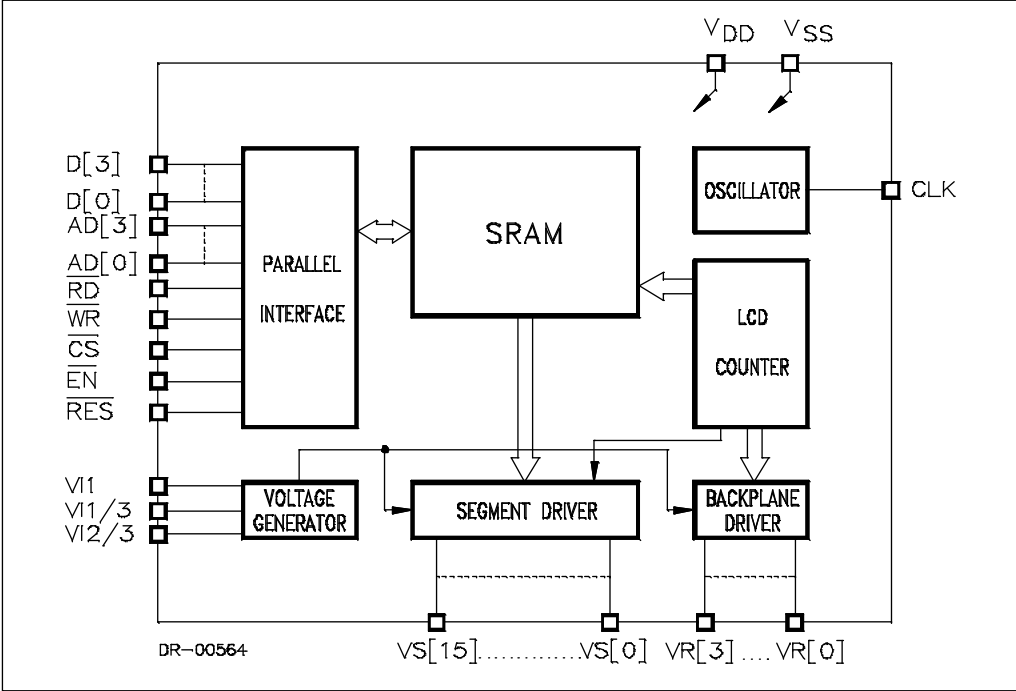 VDD VSS
D[3]
D[0]
AD[3]
AD[0]
RD
WR
CS
EN
RES
VI1
VI1/3
VI2/3
PARALLEL
INTERFACE
SRAM
OSCILLATOR
CLK
LCD
COUNTER
VOLTAGE
GENERATOR
SEGMENT DRIVER
BACKPLANE
DRIVER
DR-00564
VS[15].............VS[0]
VR[3] .... VR[0]